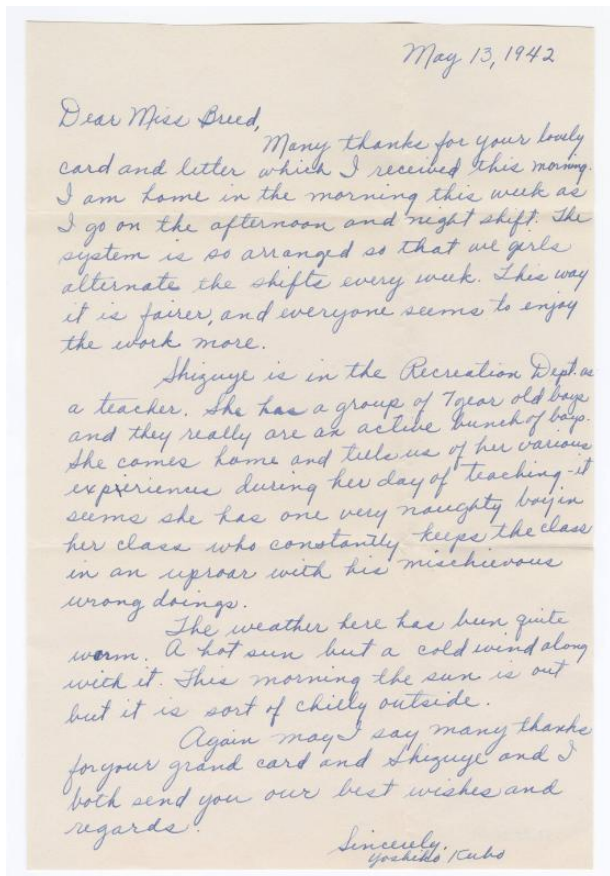 May 13, 1942
Dear Miss Breed,
Many thanks for your lovely
card and letter which I received this morning.
I am home in the morning this week as
I go on the afternoon and night shift. The
system is so arranged so that we girls
alternate the shifts every week. This way
it is fairer, and everyone seems to enjoy
the work more.
Shizuye is in the Recreation Dept. as
a teacher. She has a group of 7 year old boys
and they really are an active bunch of boys.
She comes home and tells us of her various
experiences during her day of teaching - it
seems she has one very naughty boy in
her class who constantly keeps the class
in an uproar with his mischievous
wrong doings.
The weather here has been quite
warm. A hot sun but a cold wind along
with it. This morning the sun is out
but it is sort of chilly outside.
Again may I say many thanks
for your grand card and Shizuye and I
both send you our best wishes and
regards.
Sincerely,
Yoshiko Kubo